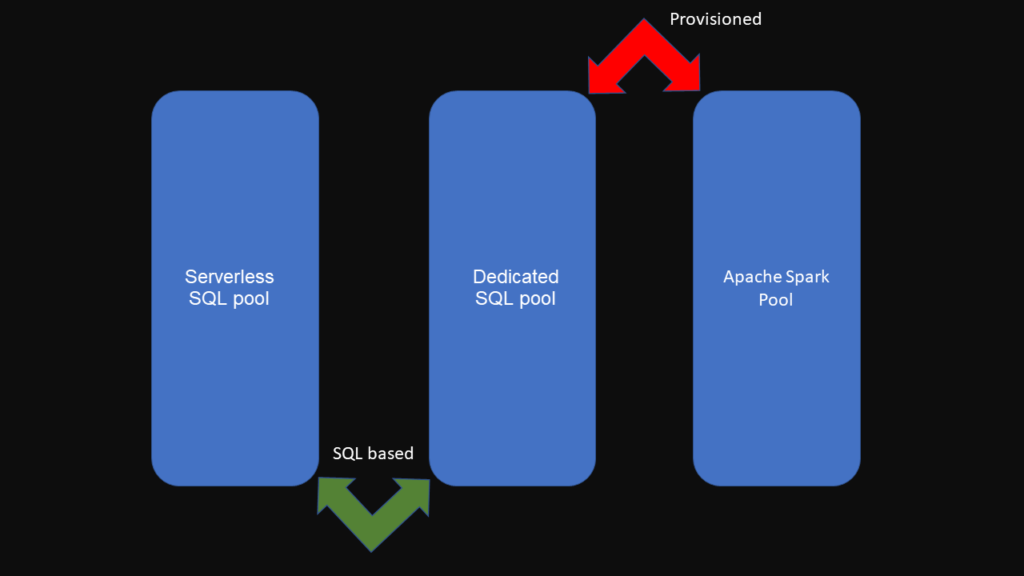 Provisioned
Serverless
SQL pool
Dedicated
SQL pool
Apache Spark
Pool
SQL based